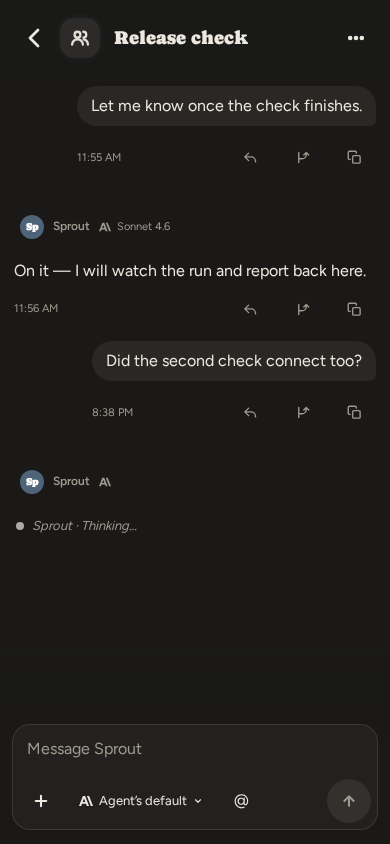 Release check
Let me know once the check finishes.
11:55 AM
Sp Sprout A\ Sonnet 4.6
On it — I will watch the run and report back here.
11:56 AM
Did the second check connect too?
8:38 PM
Sp Sprout A\
Sprout · Thinking...
Message Sprout
A\ Agent's default
@